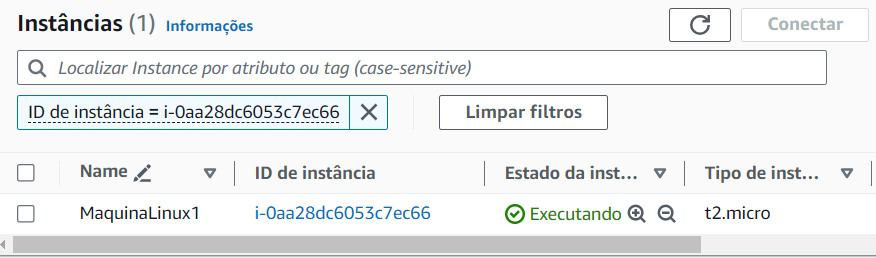 Instâncias (1) Informações Conectar
Localizar Instance por atributo ou tag (case-sensitive)
ID de instância = i-0aa28dc6053c7ec66 Limpar filtros
Name ID de instância Estado da inst... Tipo de inst...
MaquinaLinux1 i-0aa28dc6053c7ec66 Executando t2.micro